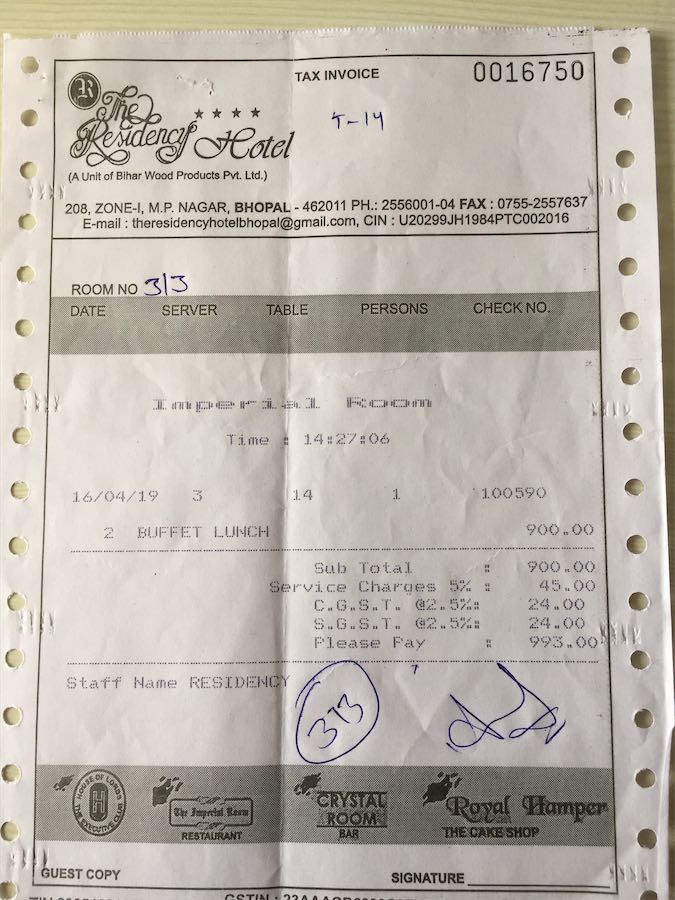 TAX INVOICE 0016750
R The Residency Hotel
T-14
(A Unit of Bihar Wood Products Pvt. Ltd.)
208, ZONE-I, M.P. NAGAR, BHOPAL - 462011 PH.: 2556001-04 FAX : 0755-2557637
E-mail : theresidencyhotelbhopal@gmail.com, CIN : U20299JH1984PTC002016
ROOM NO 313
DATE SERVER TABLE PERSONS CHECK NO.
Imperial Room
Time : 14:27:06
16/04/19 3 14 1 100590
2 BUFFET LUNCH 900.00
Sub Total : 900.00
Service Charges 5% : 45.00
C.G.S.T. @2.5%: 24.00
S.G.S.T. @2.5%: 24.00
Please Pay : 993.00
Staff Name RESIDENCY
313
HOUSE OF LORDS THE EXECUTIVE CLUB
The Imperial Room
RESTAURANT
CRYSTAL ROOM
BAR
Royal Hamper
THE CAKE SHOP
GUEST COPY
SIGNATURE